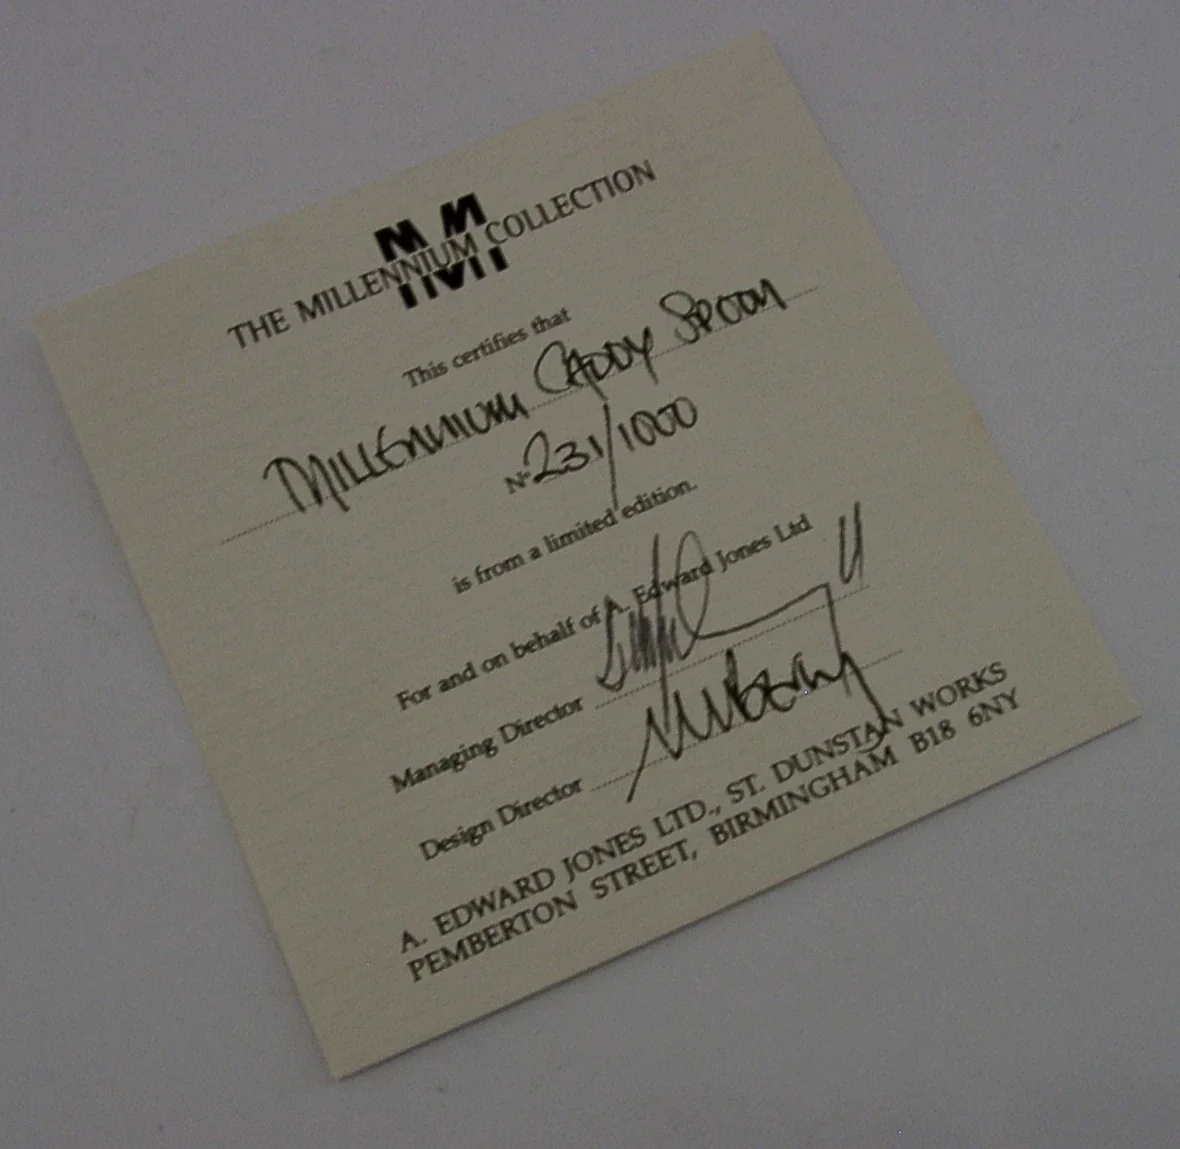 MM
THE MILLENNIUM COLLECTION
This certifies that
MILLENNIUM CADDY SPOON
No 231/1000
is from a limited edition.
For and on behalf of A. Edward Jones Ltd
Managing Director
Design Director
A. EDWARD JONES LTD., ST. DUNSTAN WORKS
PEMBERTON STREET, BIRMINGHAM B18 6NY